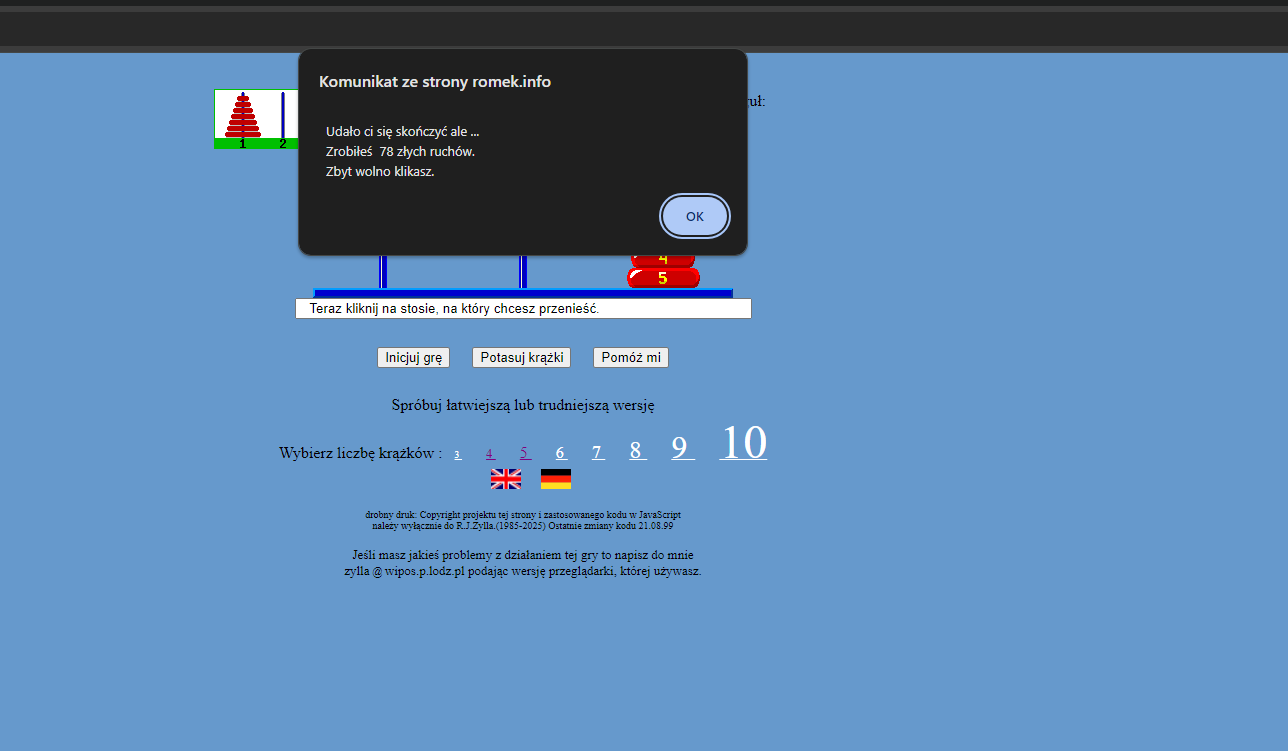 Komunikat ze strony romek.info
Udało ci się skończyć ale ...
Zrobiłeś  78 złych ruchów.
Zbyt wolno klikasz.
OK
1 2
4
5
Teraz kliknij na stosie, na który chcesz przenieść.
Inicjuj grę Potasuj krążki Pomóż mi
Spróbuj łatwiejszą lub trudniejszą wersję
Wybierz liczbę krążków : 3 4 5 6 7 8 9 10
drobny druk: Copyright projektu tej strony i zastosowanego kodu w JavaScript
należy wyłącznie do R.J.Żylla.(1985-2025) Ostatnie zmiany kodu 21.08.99
Jeśli masz jakieś problemy z działaniem tej gry to napisz do mnie
zylla @ wipos.p.lodz.pl podając wersję przeglądarki, której używasz.